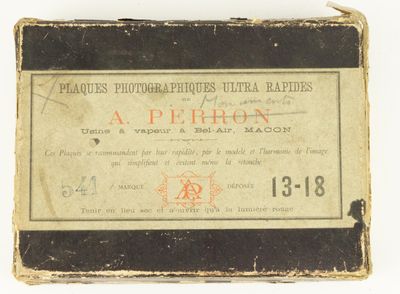 PLAQUES PHOTOGRAPHIQUES ULTRA RAPIDES
DE
Monuments
A. PERRON
Usine à vapeur à Bel-Air, MACON
Ces Plaques se recommandent par leur rapidité, par le modelé et l'harmonie de l'image
qui simplifient et évitent même la retouche
541 MARQUE AP DÉPOSÉE 13-18
Tenir en lieu sec et n'ouvrir qu'à la lumière rouge